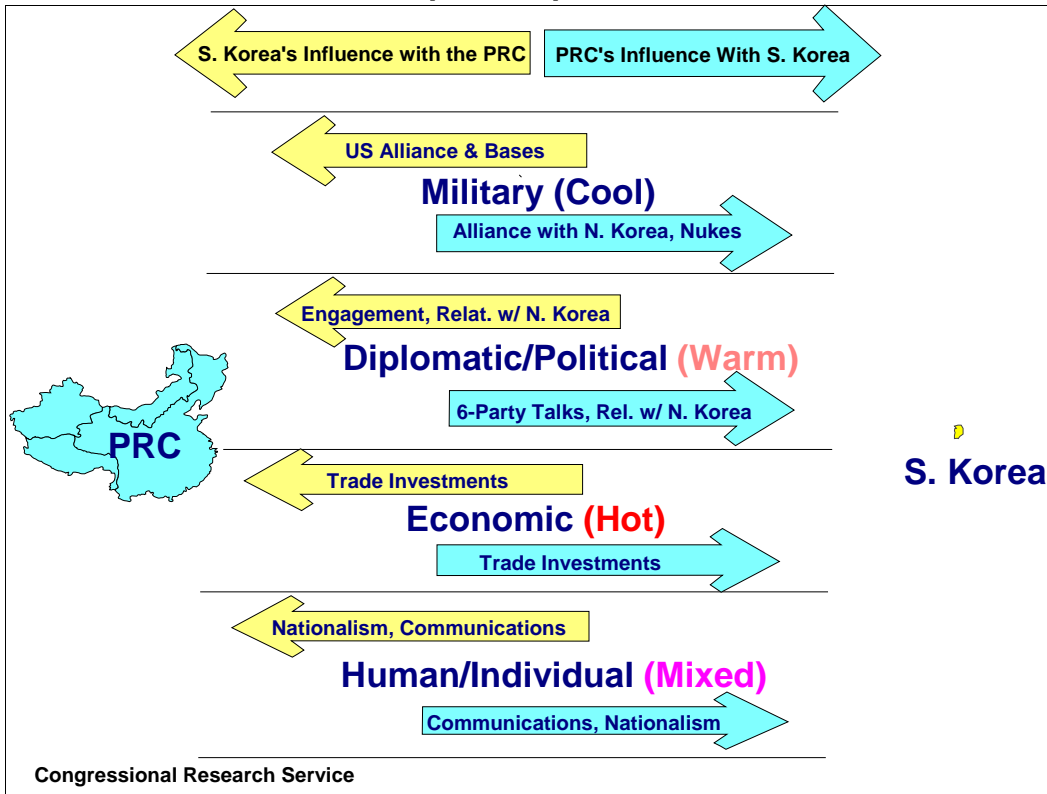 S. Korea's Influence with the PRC
PRC's Influence With S. Korea
US Alliance & Bases
Military (Cool)
Alliance with N. Korea, Nukes
Engagement, Relat. w/ N. Korea
Diplomatic/Political (Warm)
6-Party Talks, Rel. w/ N. Korea
PRC
S. Korea
Trade Investments
Economic (Hot)
Trade Investments
Nationalism, Communications
Human/Individual (Mixed)
Communications, Nationalism
Congressional Research Service